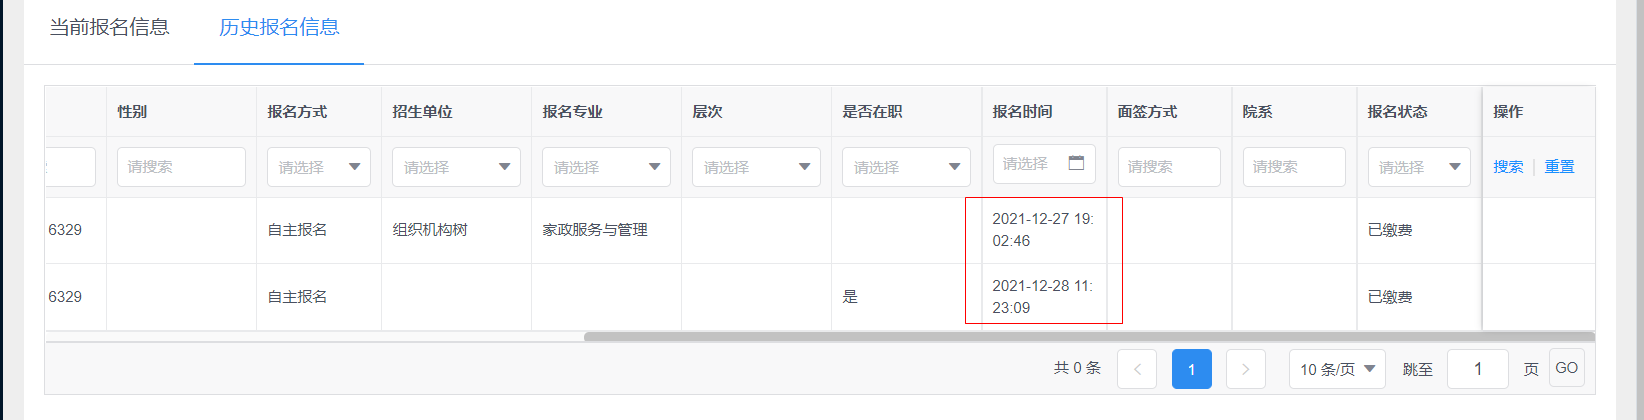 当前报名信息 历史报名信息
性别 报名方式 招生单位 报名专业 层次 是否在职 报名时间 面签方式 院系 报名状态 操作
请搜索 请选择 请选择 请选择 请选择 请选择 请选择 请搜索 请搜索 请选择 搜索 重置
6329 自主报名 组织机构树 家政服务与管理 2021-12-27 19: 已缴费
02:46
6329 自主报名 是 2021-12-28 11: 已缴费
23:09
共 0 条 1 10 条/页 跳至 1 页 GO